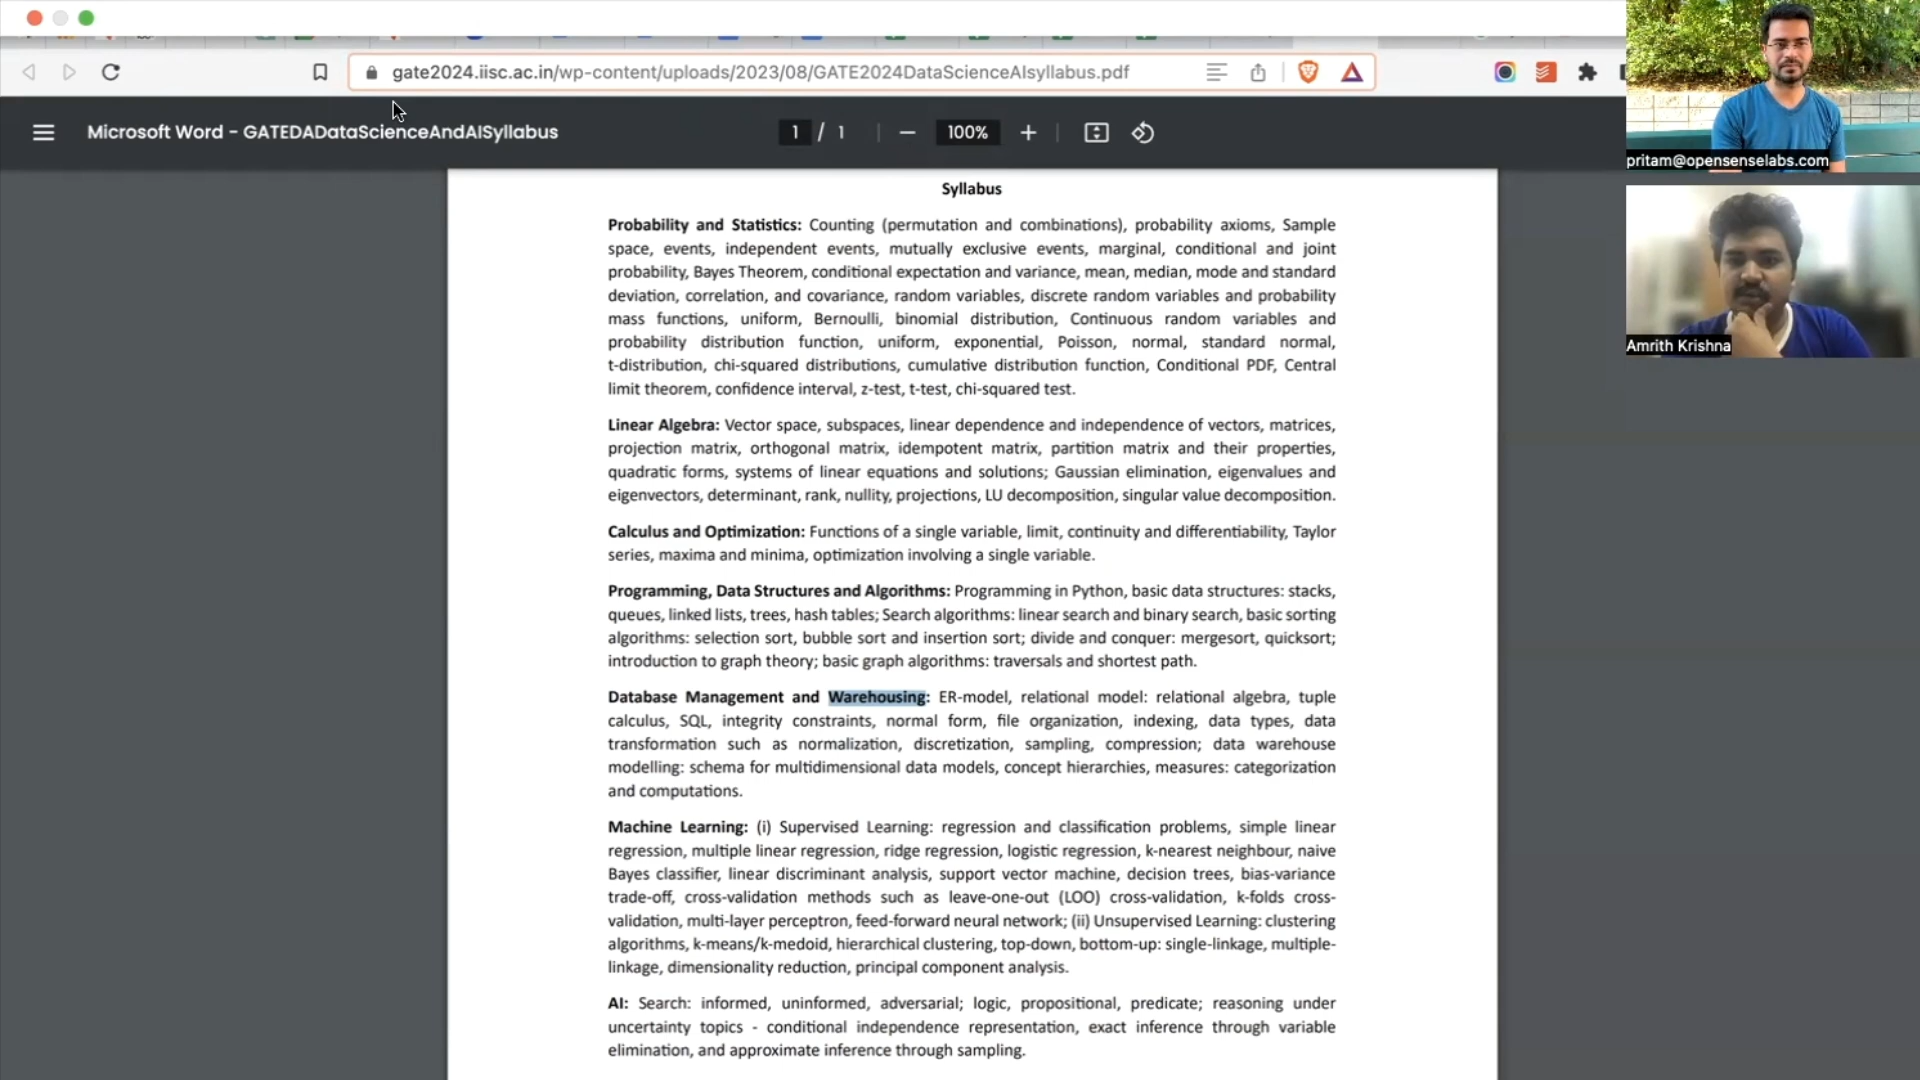 gate2024.iisc.ac.in/wp-content/uploads/2023/08/GATE2024DataScienceAIsyllabus.pdf
Microsoft Word - GATEDADataScienceAndAISyllabus
1 / 1
100%
pritam@opensenselabs.com
Amrith Krishna
Syllabus
Probability and Statistics: Counting (permutation and combinations), probability axioms, Sample
space, events, independent events, mutually exclusive events, marginal, conditional and joint
probability, Bayes Theorem, conditional expectation and variance, mean, median, mode and standard
deviation, correlation, and covariance, random variables, discrete random variables and probability
mass functions, uniform, Bernoulli, binomial distribution, Continuous random variables and
probability distribution function, uniform, exponential, Poisson, normal, standard normal,
t-distribution, chi-squared distributions, cumulative distribution function, Conditional PDF, Central
limit theorem, confidence interval, z-test, t-test, chi-squared test.
Linear Algebra: Vector space, subspaces, linear dependence and independence of vectors, matrices,
projection matrix, orthogonal matrix, idempotent matrix, partition matrix and their properties,
quadratic forms, systems of linear equations and solutions; Gaussian elimination, eigenvalues and
eigenvectors, determinant, rank, nullity, projections, LU decomposition, singular value decomposition.
Calculus and Optimization: Functions of a single variable, limit, continuity and differentiability, Taylor
series, maxima and minima, optimization involving a single variable.
Programming, Data Structures and Algorithms: Programming in Python, basic data structures: stacks,
queues, linked lists, trees, hash tables; Search algorithms: linear search and binary search, basic sorting
algorithms: selection sort, bubble sort and insertion sort; divide and conquer: mergesort, quicksort;
introduction to graph theory; basic graph algorithms: traversals and shortest path.
Database Management and Warehousing: ER-model, relational model: relational algebra, tuple
calculus, SQL, integrity constraints, normal form, file organization, indexing, data types, data
transformation such as normalization, discretization, sampling, compression; data warehouse
modelling: schema for multidimensional data models, concept hierarchies, measures: categorization
and computations.
Machine Learning: (i) Supervised Learning: regression and classification problems, simple linear
regression, multiple linear regression, ridge regression, logistic regression, k-nearest neighbour, naive
Bayes classifier, linear discriminant analysis, support vector machine, decision trees, bias-variance
trade-off, cross-validation methods such as leave-one-out (LOO) cross-validation, k-folds cross-
validation, multi-layer perceptron, feed-forward neural network; (ii) Unsupervised Learning: clustering
algorithms, k-means/k-medoid, hierarchical clustering, top-down, bottom-up: single-linkage, multiple-
linkage, dimensionality reduction, principal component analysis.
AI: Search: informed, uninformed, adversarial; logic, propositional, predicate; reasoning under
uncertainty topics - conditional independence representation, exact inference through variable
elimination, and approximate inference through sampling.